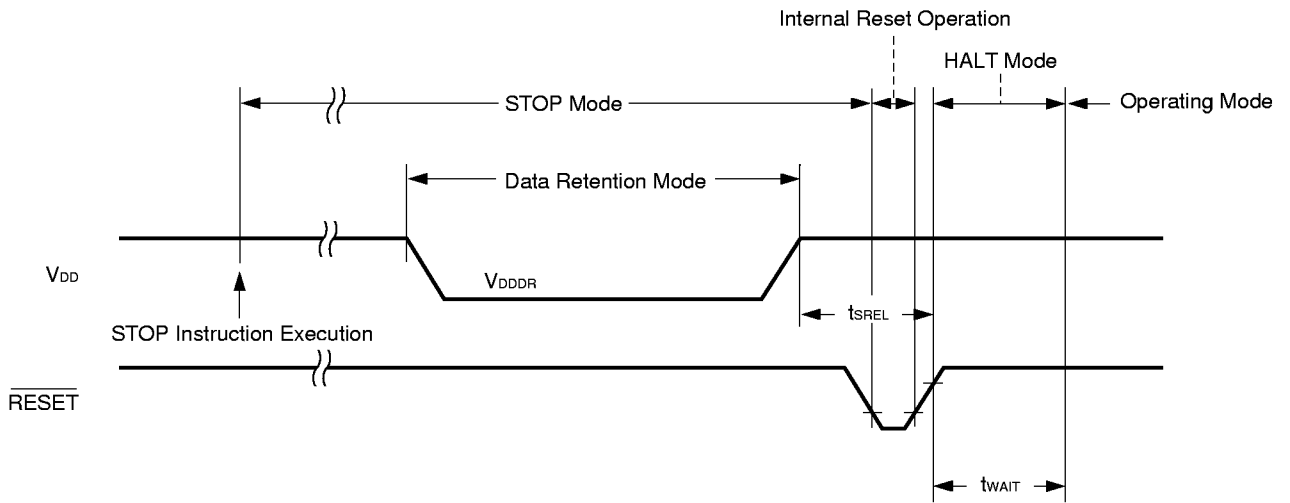 Internal Reset Operation
HALT Mode
STOP Mode
Operating Mode
Data Retention Mode
VDD
VDDDR
tSREL
STOP Instruction Execution
RESET
tWAIT